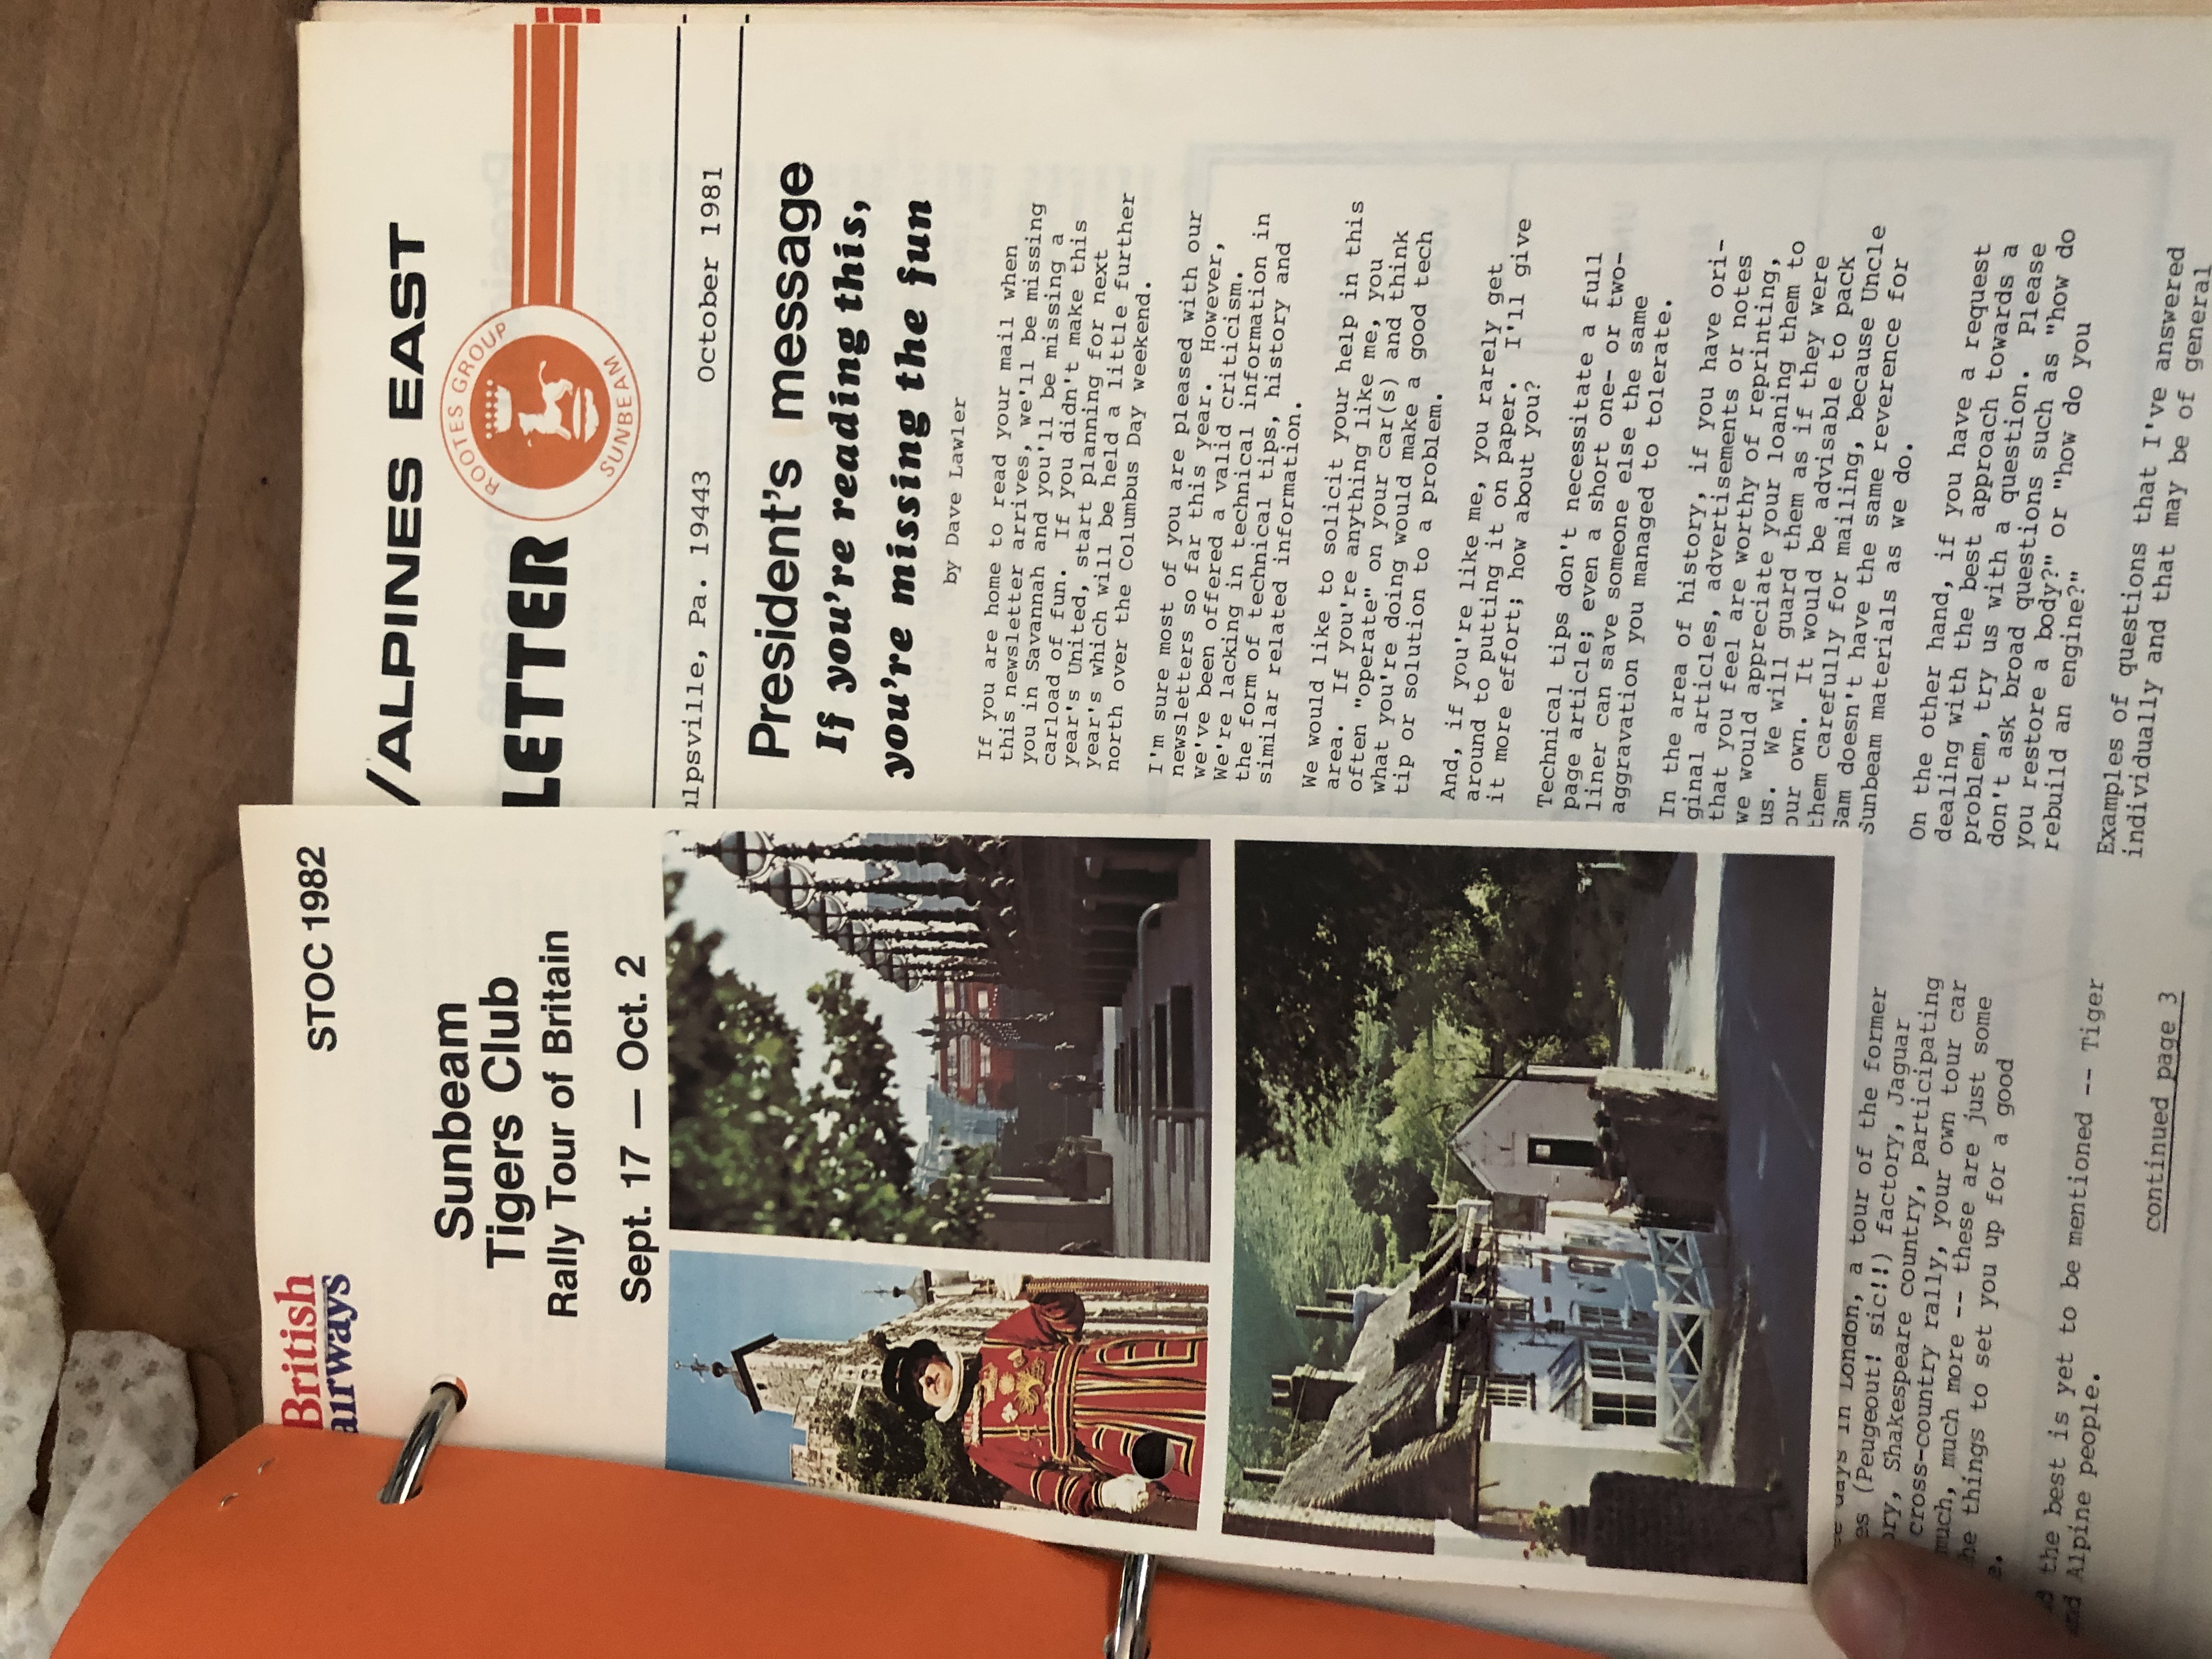 /ALPINES EAST
LETTER
ROOTES GROUP
SUNBEAM
ulpsville, Pa. 19443 October 1981
President's message
If you're reading this,
you're missing the fun
by Dave Lawler
If you are home to read your mail when
this newsletter arrives, we'll be missing
you in Savannah and you'll be missing a
carload of fun. If you didn't make this
year's United, start planning for next
year's which will be held a little further
north over the Columbus Day weekend.
I'm sure most of you are pleased with our
newsletters so far this year. However,
we've been offered a valid criticism.
We're lacking in technical information in
the form of technical tips, history and
similar related information.
We would like to solicit your help in this
area. If you're anything like me, you
often "operate" on your car(s) and think
what you're doing would make a good tech
tip or solution to a problem.
And, if you're like me, you rarely get
around to putting it on paper. I'll give
it more effort; how about you?
Technical tips don't necessitate a full
page article; even a short one- or two-
liner can save someone else the same
aggravation you managed to tolerate.
In the area of history, if you have ori-
ginal articles, advertisements or notes
that you feel are worthy of reprinting,
we would appreciate your loaning them to
us. We will guard them as if they were
our own. It would be advisable to pack
them carefully for mailing, because Uncle
Sam doesn't have the same reverence for
Sunbeam materials as we do.
On the other hand, if you have a request
dealing with the best approach towards a
problem, try us with a question. Please
don't ask broad questions such as "how do
you restore a body?" or "how do you
rebuild an engine?"
Examples of questions that I've answered
individually and that may be of general
British
airways
STOC 1982
Sunbeam
Tigers Club
Rally Tour of Britain
Sept. 17 — Oct. 2
days in London, a tour of the former
es (Peugeout! sic!!) factory, Jaguar
ory, Shakespeare country, participating
cross-country rally, your own tour car
much, much more -- these are just some
he things to set you up for a good
e.
d the best is yet to be mentioned -- Tiger
and Alpine people.
continued page 3